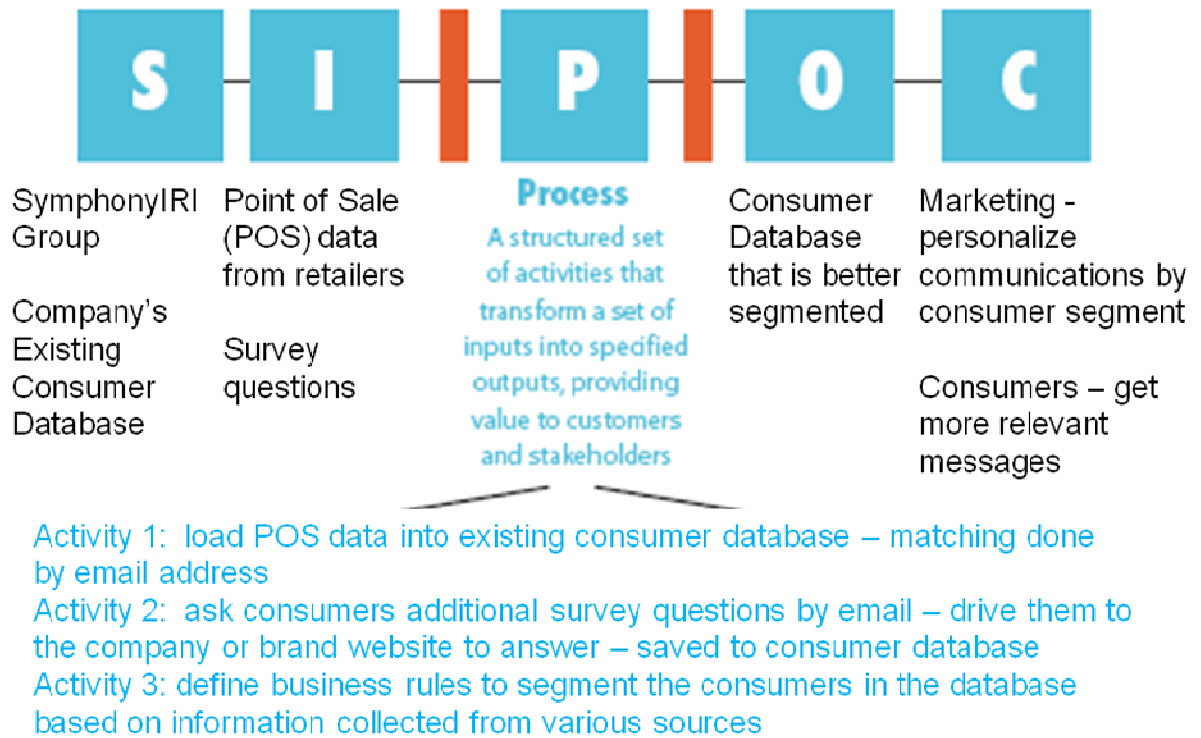 S I P O C
SymphonyIRI
Group
Company's
Existing
Consumer
Database
Point of Sale
(POS) data
from retailers
Survey
questions
Process
A structured set
of activities that
transform a set of
inputs into specified
outputs, providing
value to customers
and stakeholders
Consumer
Database
that is better
segmented
Marketing -
personalize
communications by
consumer segment
Consumers – get
more relevant
messages
Activity 1:  load POS data into existing consumer database – matching done
by email address
Activity 2:  ask consumers additional survey questions by email – drive them to
the company or brand website to answer – saved to consumer database
Activity 3: define business rules to segment the consumers in the database
based on information collected from various sources